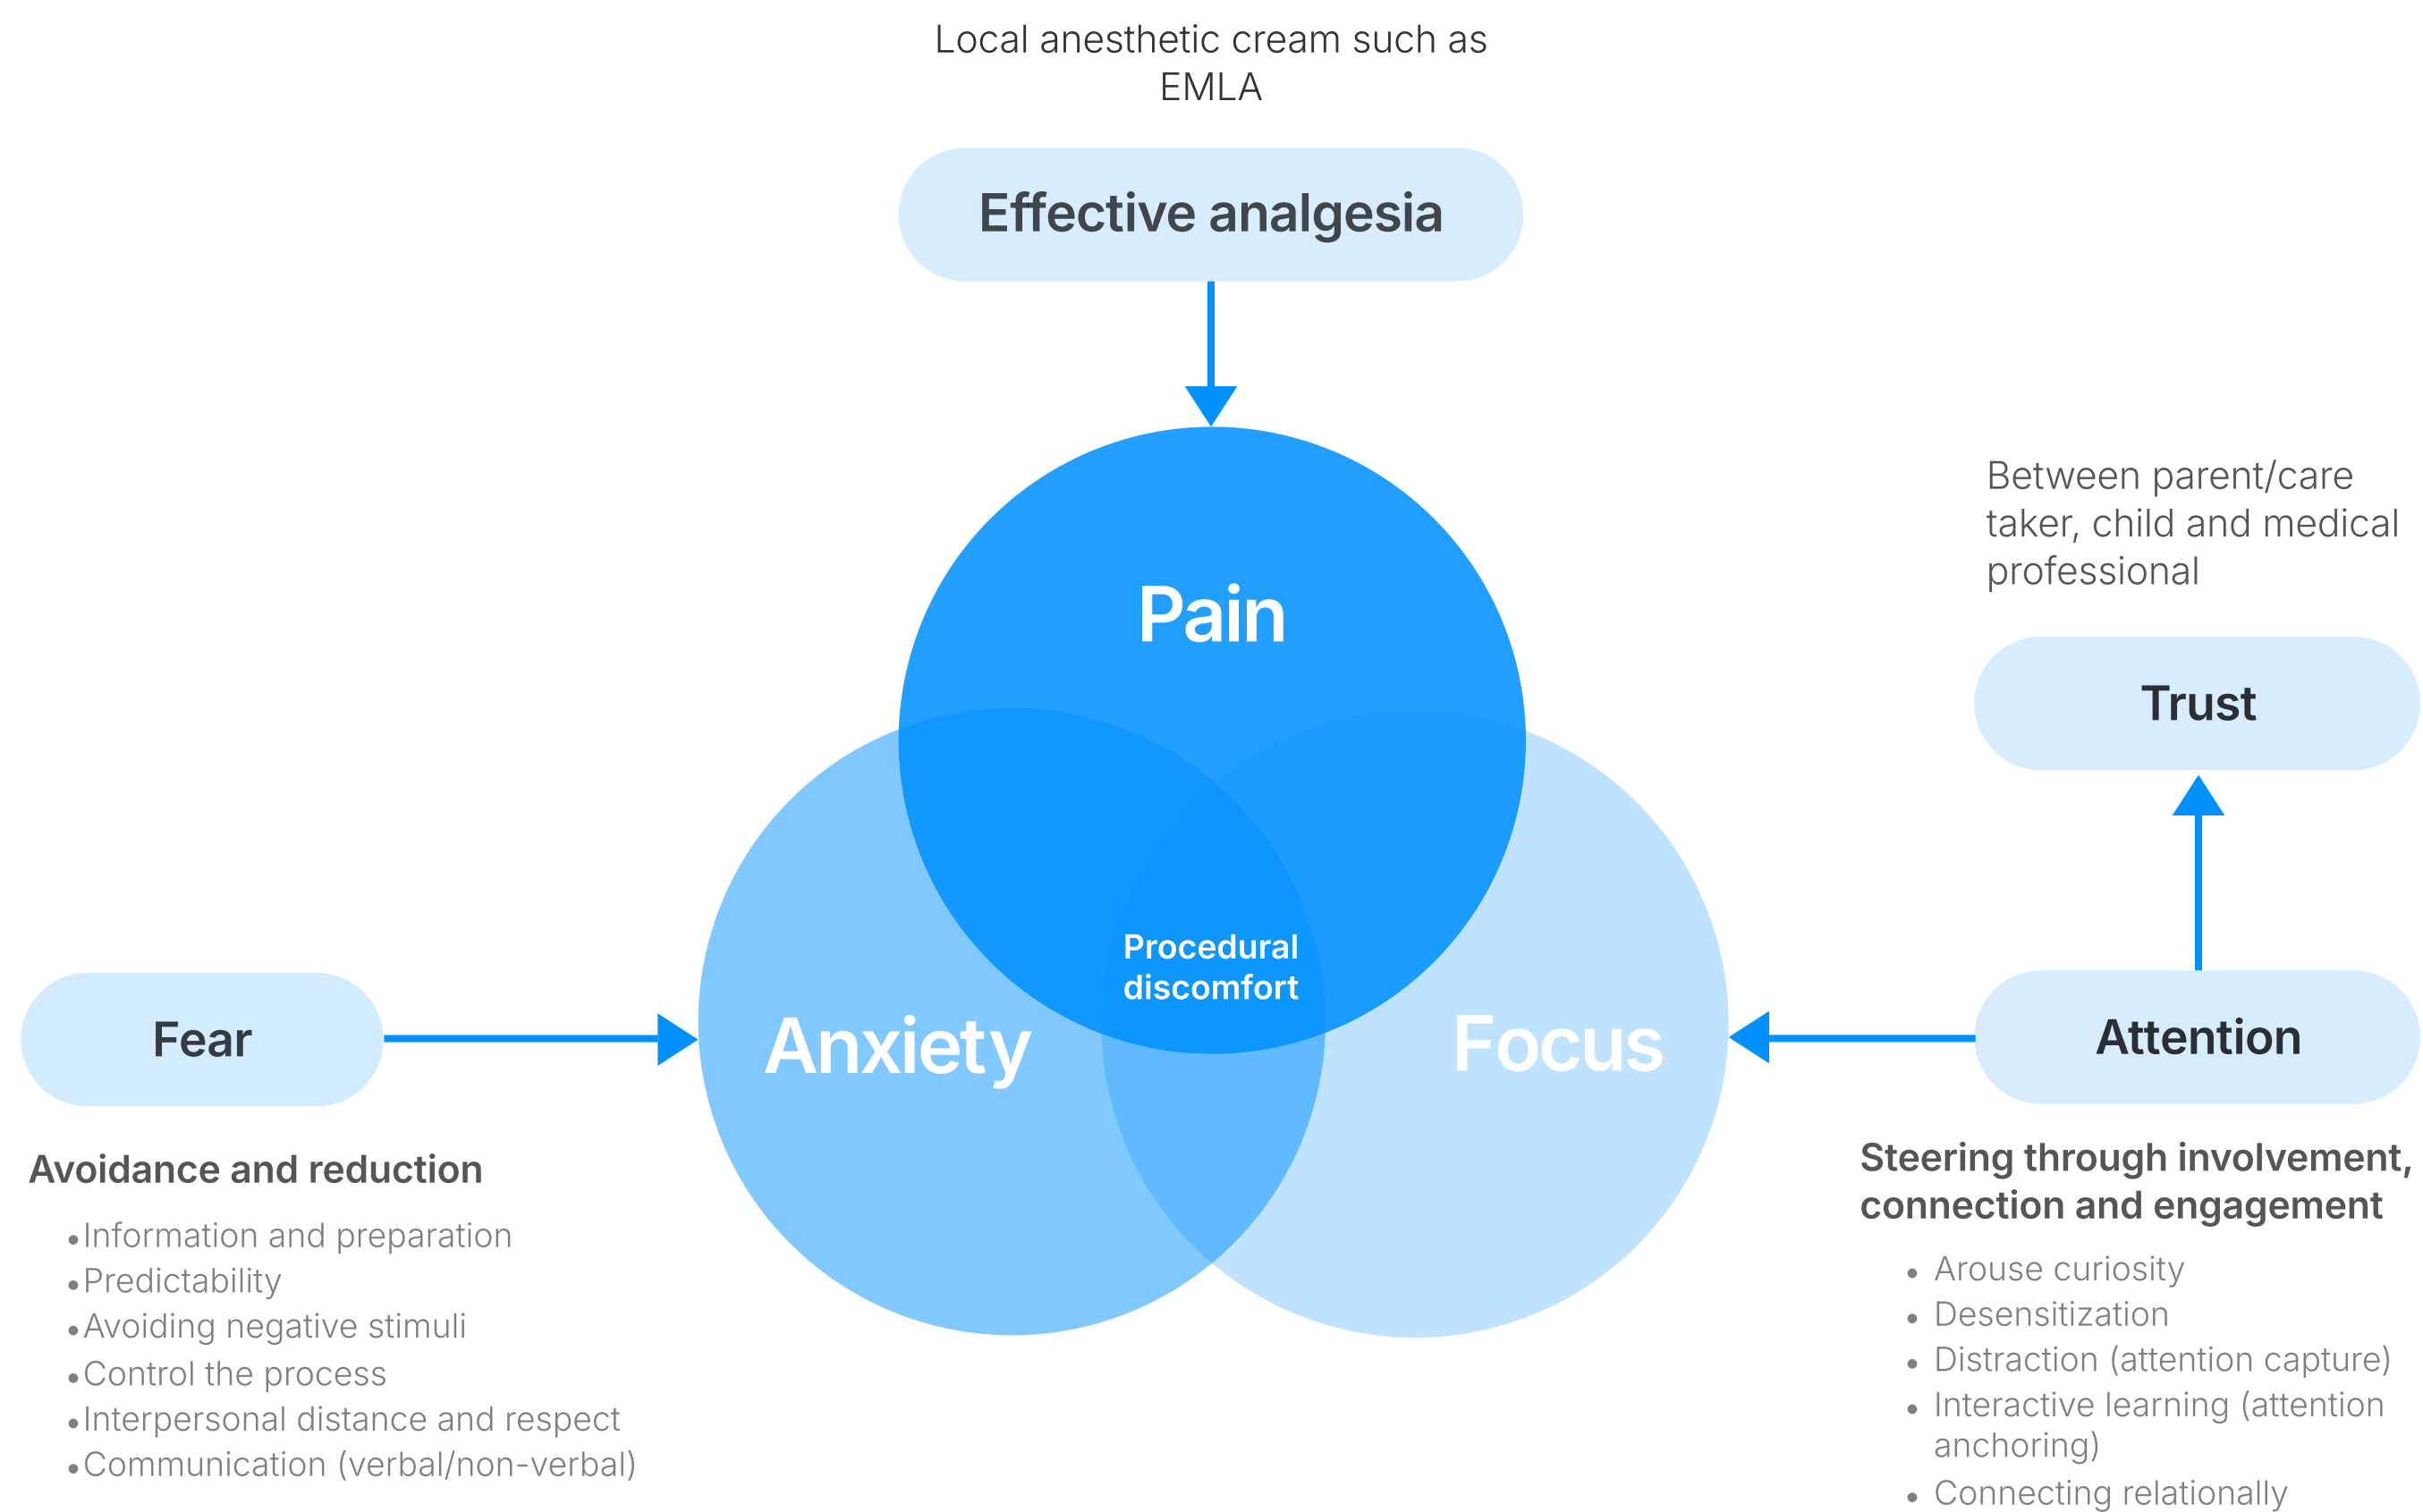 Local anesthetic cream such as
EMLA
Effective analgesia
Pain
Between parent/care
taker, child and medical
professional
Trust
Procedural
discomfort
Fear
Anxiety
Focus
Attention
Avoidance and reduction
•Information and preparation
•Predictability
•Avoiding negative stimuli
•Control the process
•Interpersonal distance and respect
•Communication (verbal/non-verbal)
Steering through involvement,
connection and engagement
• Arouse curiosity
• Desensitization
• Distraction (attention capture)
• Interactive learning (attention
anchoring)
• Connecting relationally